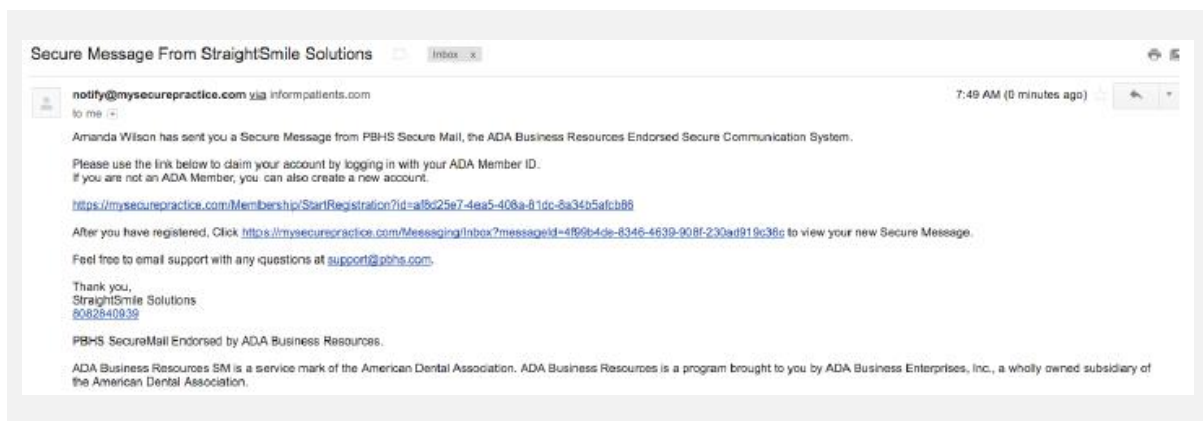 Secure Message From StraightSmile Solutions Inbox x
notify@mysecurepractice.com via informpatients.com 7:49 AM (0 minutes ago)
to me
Amanda Wilson has sent you a Secure Message from PBHS Secure Mail, the ADA Business Resources Endorsed Secure Communication System.
Please use the link below to claim your account by logging in with your ADA Member ID.
If you are not an ADA Member, you can also create a new account.
https://mysecurepractice.com/Membership/StartRegistration?id=af8d25e7-4ea5-408a-81dc-8a34b5afcb86
After you have registered, Click https://mysecurepractice.com/Messaging/Inbox?messageId=4f99b4de-8346-4639-908f-230ad919c38c to view your new Secure Message.
Feel free to email support with any questions at support@pbhs.com.
Thank you,
StraightSmile Solutions
8082840939
PBHS SecureMail Endorsed by ADA Business Resources.
ADA Business Resources SM is a service mark of the American Dental Association. ADA Business Resources is a program brought to you by ADA Business Enterprises, Inc., a wholly owned subsidiary of
the American Dental Association.